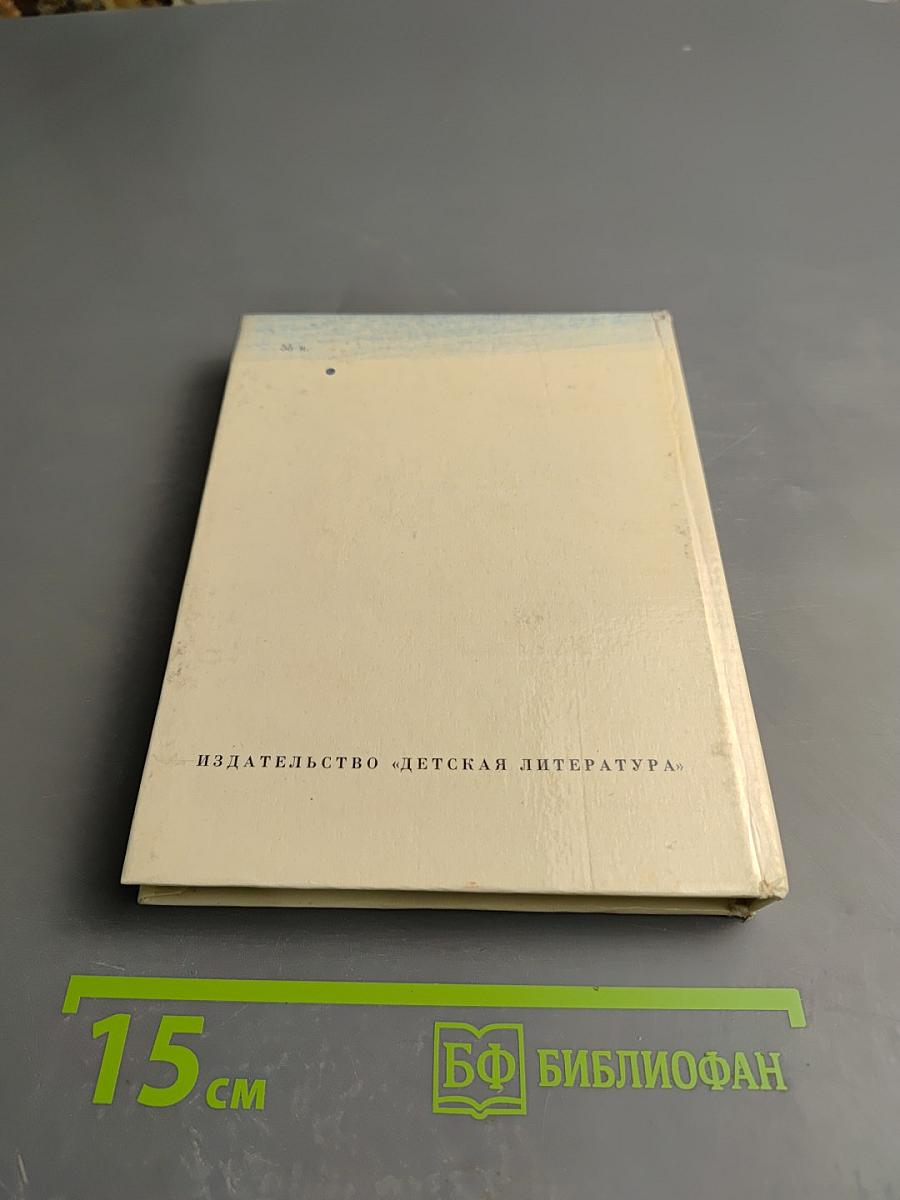 ИЗДАТЕЛЬСТВО «ДЕТСКАЯ ЛИТЕРАТУРА»
15 см
БФ БИБЛИОФАН